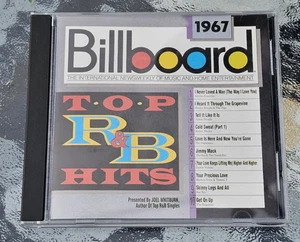 1967
Billboard
THE INTERNATIONAL NEWSWEEKLY OF MUSIC AND HOME ENTERTAINMENT
TOP
R&B
HITS
Presented By JOEL WHITBURN,
Author Of Top R&B Singles
I Never Loved A Man (The Way I Love You)
I Heard It Through The Grapevine
Tell It Like It Is
Cold Sweat (Part 1)
Love Is Here And Now You're Gone
Jimmy Mack
(Your Love Keeps Lifting Me) Higher And Higher
Your Precious Love
Skinny Legs And All
Get On Up